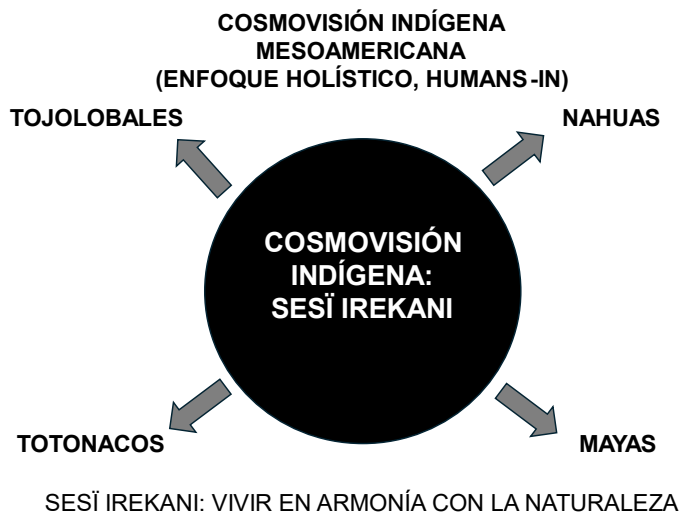 COSMOVISIÓN INDÍGENA
MESOAMERICANA
(ENFOQUE HOLÍSTICO, HUMANS-IN)
TOJOLOBALES
NAHUAS
COSMOVISIÓN
INDÍGENA:
SESÏ IREKANI
TOTONACOS
MAYAS
SESÏ IREKANI: VIVIR EN ARMONÍA CON LA NATURALEZA